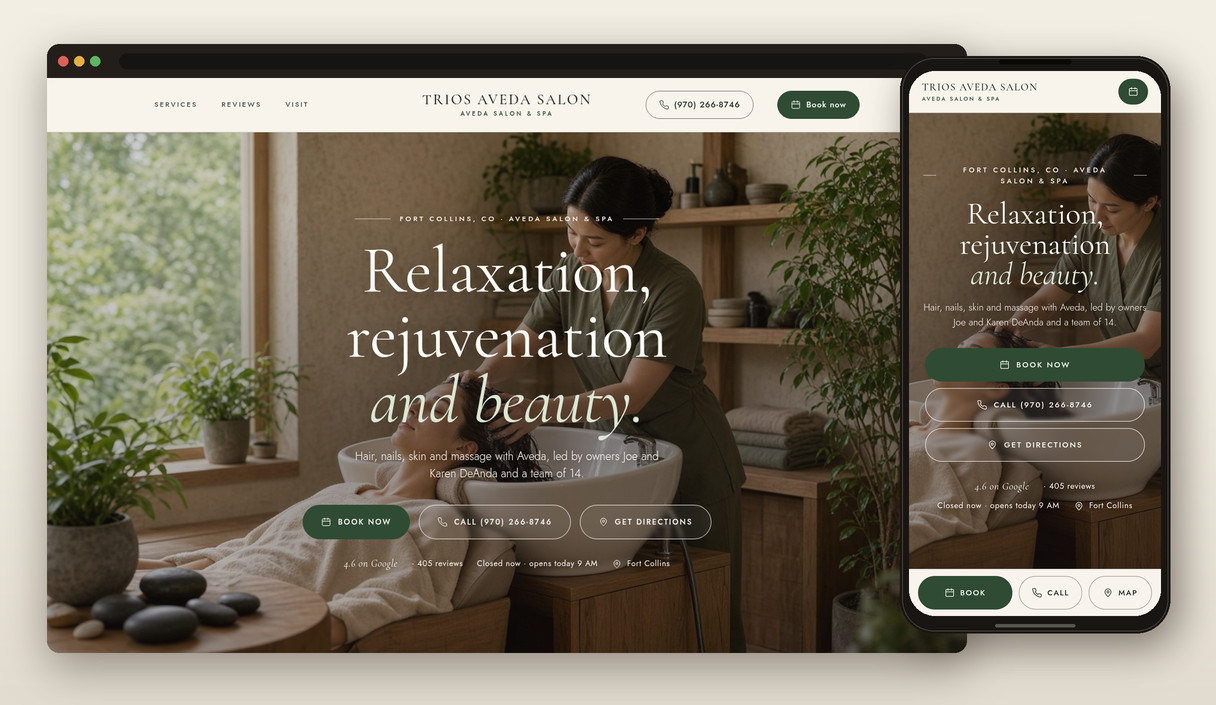 SERVICES REVIEWS VISIT
TRIOS AVEDA SALON
AVEDA SALON & SPA
(970) 266-8746
Book now
FORT COLLINS, CO · AVEDA SALON & SPA
Relaxation,
rejuvenation
and beauty.
Hair, nails, skin and massage with Aveda, led by owners Joe and
Karen DeAnda and a team of 14.
BOOK NOW
CALL (970) 266-8746
GET DIRECTIONS
4.6 on Google · 405 reviews Closed now · opens today 9 AM Fort Collins
TRIOS AVEDA SALON
AVEDA SALON & SPA
FORT COLLINS, CO · AVEDA
SALON & SPA
Relaxation,
rejuvenation
and beauty.
Hair, nails, skin and massage with Aveda, led by owners
Joe and Karen DeAnda and a team of 14.
BOOK NOW
CALL (970) 266-8746
GET DIRECTIONS
4.6 on Google · 405 reviews
Closed now · opens today 9 AM Fort Collins
BOOK
CALL
MAP